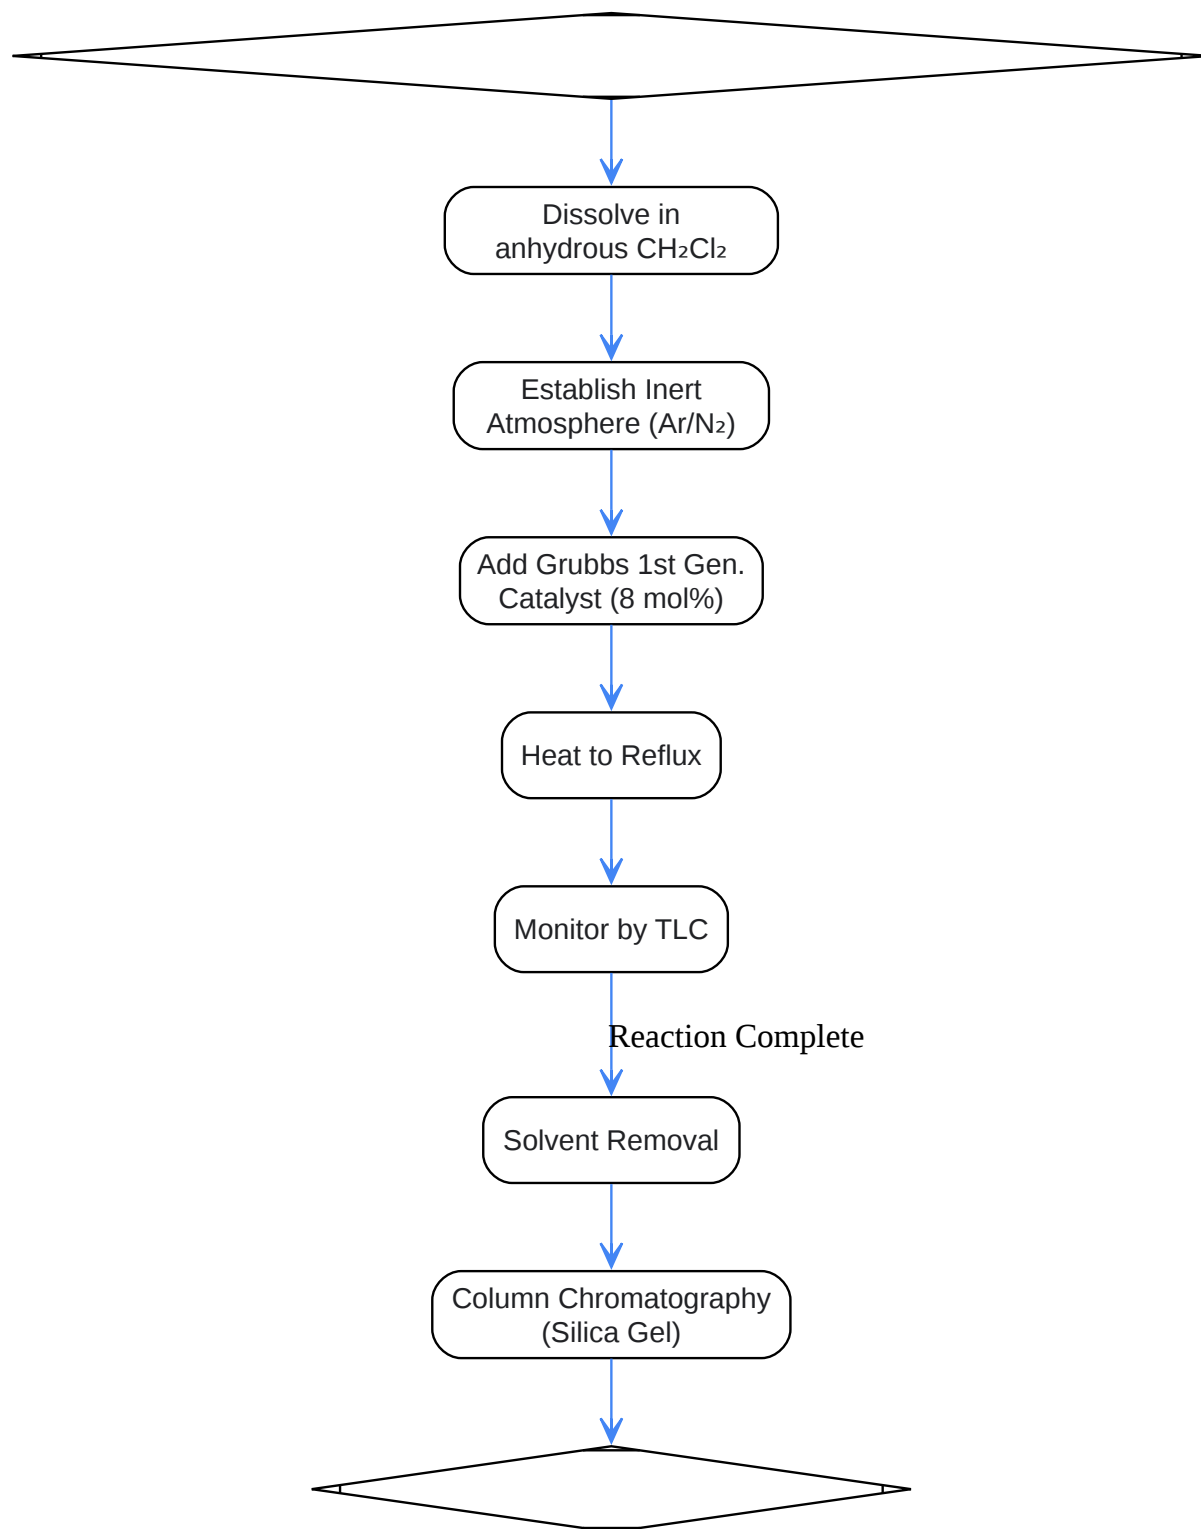 Dissolve in
anhydrous CH₂Cl₂
Establish Inert
Atmosphere (Ar/N₂)
Add Grubbs 1st Gen.
Catalyst (8 mol%)
Heat to Reflux
Monitor by TLC
Reaction Complete
Solvent Removal
Column Chromatography
(Silica Gel)